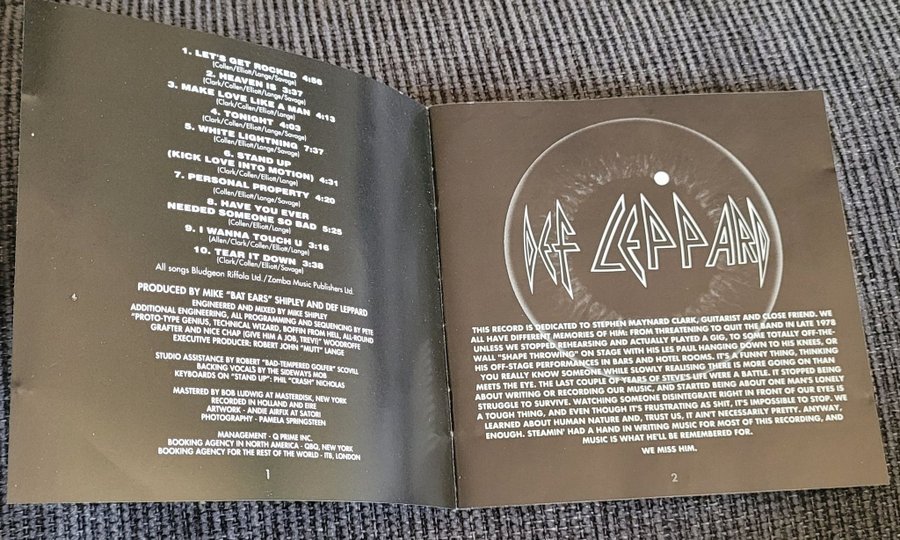 1. LET'S GET ROCKED 4:56
(Collen/Elliott/Lange/Savage)
2. HEAVEN IS 3:37
(Clark/Collen/Elliott/Lange/Savage)
3. MAKE LOVE LIKE A MAN 4:13
(Clark/Collen/Elliott/Lange)
4. TONIGHT 4:03
(Clark/Collen/Elliott/Lange/Savage)
5. WHITE LIGHTNING 7:37
(Clark/Collen/Elliott/Lange/Savage)
6. STAND UP
(KICK LOVE INTO MOTION) 4:31
(Clark/Collen/Elliott/Lange)
7. PERSONAL PROPERTY 4:20
(Collen/Elliott/Lange/Savage)
8. HAVE YOU EVER
NEEDED SOMEONE SO BAD 5:25
(Collen/Elliott/Lange)
9. I WANNA TOUCH U 3:16
(Allen/Clark/Collen/Elliott/Lange)
10. TEAR IT DOWN 3:38
(Clark/Collen/Elliott/Savage)
All songs Bludgeon Riffola Ltd./Zomba Music Publishers Ltd.
PRODUCED BY MIKE "BAT EARS" SHIPLEY AND DEF LEPPARD
ENGINEERED AND MIXED BY MIKE SHIPLEY
ADDITIONAL ENGINEERING, ALL PROGRAMMING AND SEQUENCING BY PETE
"PROTO-TYPE GENIUS, TECHNICAL WIZARD, BOFFIN FROM HELL, ALL-ROUND
GRAFTER AND NICE CHAP (GIVE HIM A JOB, TREV!)" WOODROFFE
EXECUTIVE PRODUCER: ROBERT JOHN "MUTT" LANGE
STUDIO ASSISTANCE BY ROBERT "BAD-TEMPERED GOLFER" SCOVILL
BACKING VOCALS BY THE SIDEWAYS MOB
KEYBOARDS ON "STAND UP": PHIL "CRASH" NICHOLAS
MASTERED BY BOB LUDWIG AT MASTERDISK, NEW YORK
RECORDED IN HOLLAND AND EIRE
ARTWORK - ANDIE AIRFIX AT SATORI
PHOTOGRAPHY - PAMELA SPRINGSTEEN
MANAGEMENT - Q PRIME INC.
BOOKING AGENCY IN NORTH AMERICA - QBQ, NEW YORK
BOOKING AGENCY FOR THE REST OF THE WORLD - ITB, LONDON
4
1
DEF LEPPARD
THIS RECORD IS DEDICATED TO STEPHEN MAYNARD CLARK, GUITARIST AND CLOSE FRIEND. WE
ALL HAVE DIFFERENT MEMORIES OF HIM: FROM THREATENING TO QUIT THE BAND IN LATE 1978
UNLESS WE STOPPED REHEARSING AND ACTUALLY PLAYED A GIG, TO SOME TOTALLY OFF-THE-
WALL "SHAPE THROWING" ON STAGE WITH HIS LES PAUL HANGING DOWN TO HIS KNEES, OR
HIS OFF-STAGE PERFORMANCES IN BARS AND HOTEL ROOMS. IT'S A FUNNY THING, THINKING
YOU REALLY KNOW SOMEONE WHILE SLOWLY REALISING THERE IS MORE GOING ON THAN
MEETS THE EYE. THE LAST COUPLE OF YEARS OF STEVE'S LIFE WERE A BATTLE. IT STOPPED BEING
ABOUT WRITING OR RECORDING OUR MUSIC, AND STARTED BEING ABOUT ONE MAN'S LONELY
STRUGGLE TO SURVIVE. WATCHING SOMEONE DISINTEGRATE RIGHT IN FRONT OF OUR EYES IS
A TOUGH THING, AND EVEN THOUGH IT'S FRUSTRATING AS SHIT, IT'S IMPOSSIBLE TO STOP. WE
LEARNED ABOUT HUMAN NATURE AND, TRUST US, IT AIN'T NECESSARILY PRETTY. ANYWAY,
ENOUGH. STEAMIN' HAD A HAND IN WRITING MUSIC FOR MOST OF THIS RECORDING, AND
MUSIC IS WHAT HE'LL BE REMEMBERED FOR.
WE MISS HIM.
2